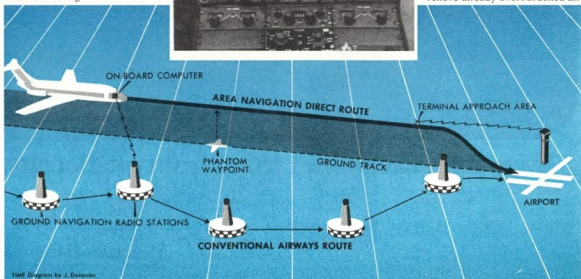 ON-BOARD COMPUTER
AREA NAVIGATION DIRECT ROUTE
TERMINAL APPROACH AREA
PHANTOM
WAYPOINT
GROUND TRACK
AIRPORT
GROUND NAVIGATION RADIO STATIONS
CONVENTIONAL AIRWAYS ROUTE
TIME Diagram by J. Donovan